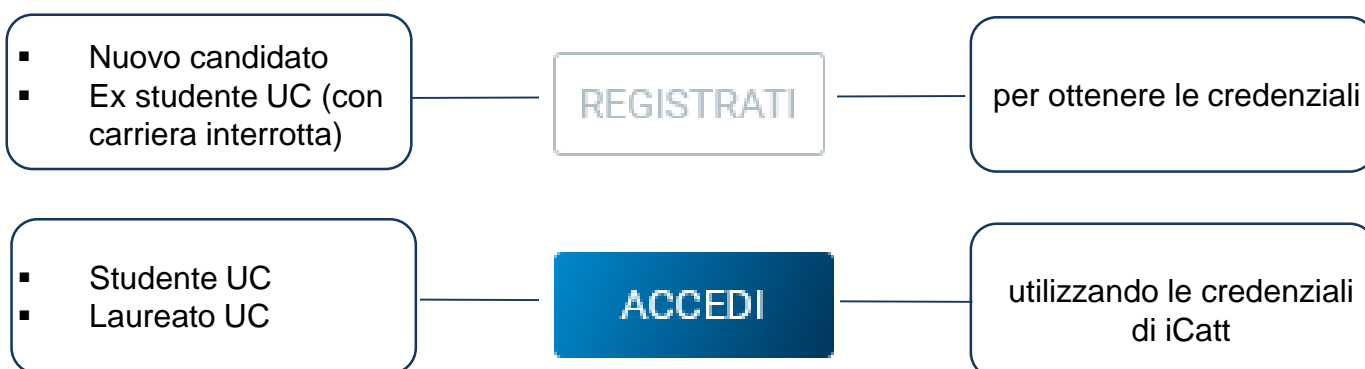 ▪ Nuovo candidato
▪ Ex studente UC (con
carriera interrotta)
REGISTRATI
per ottenere le credenziali
▪ Studente UC
▪ Laureato UC
ACCEDI
utilizzando le credenziali
di iCatt